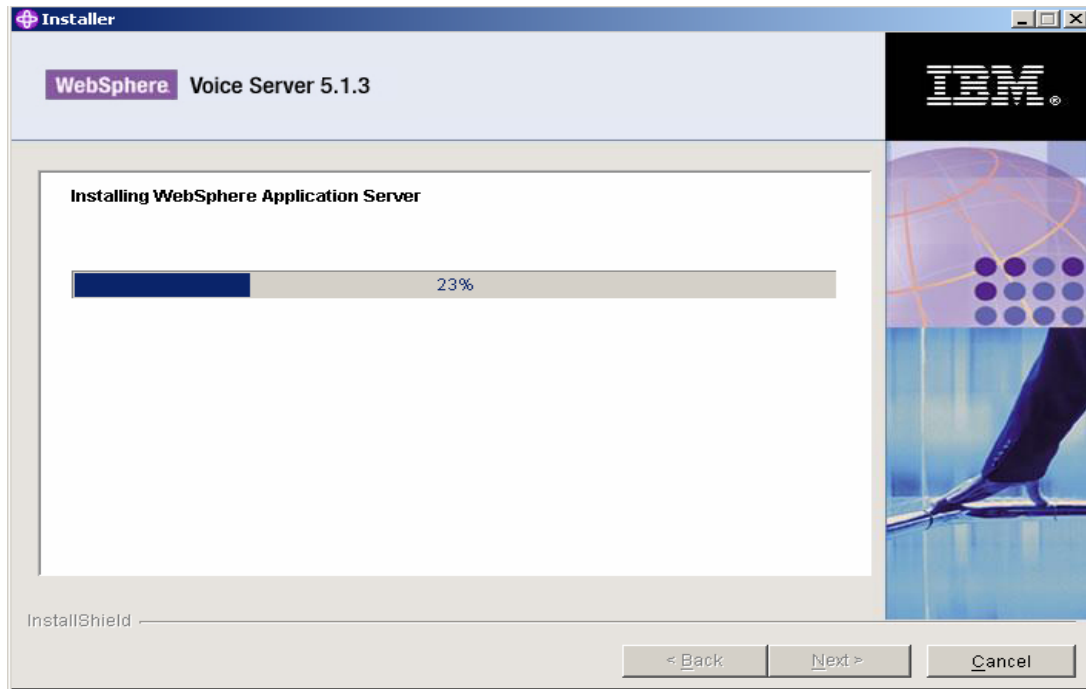 Installer
WebSphere. Voice Server 5.1.3
IBM®
Installing WebSphere Application Server
23%
InstallShield
< Back
Next >
Cancel